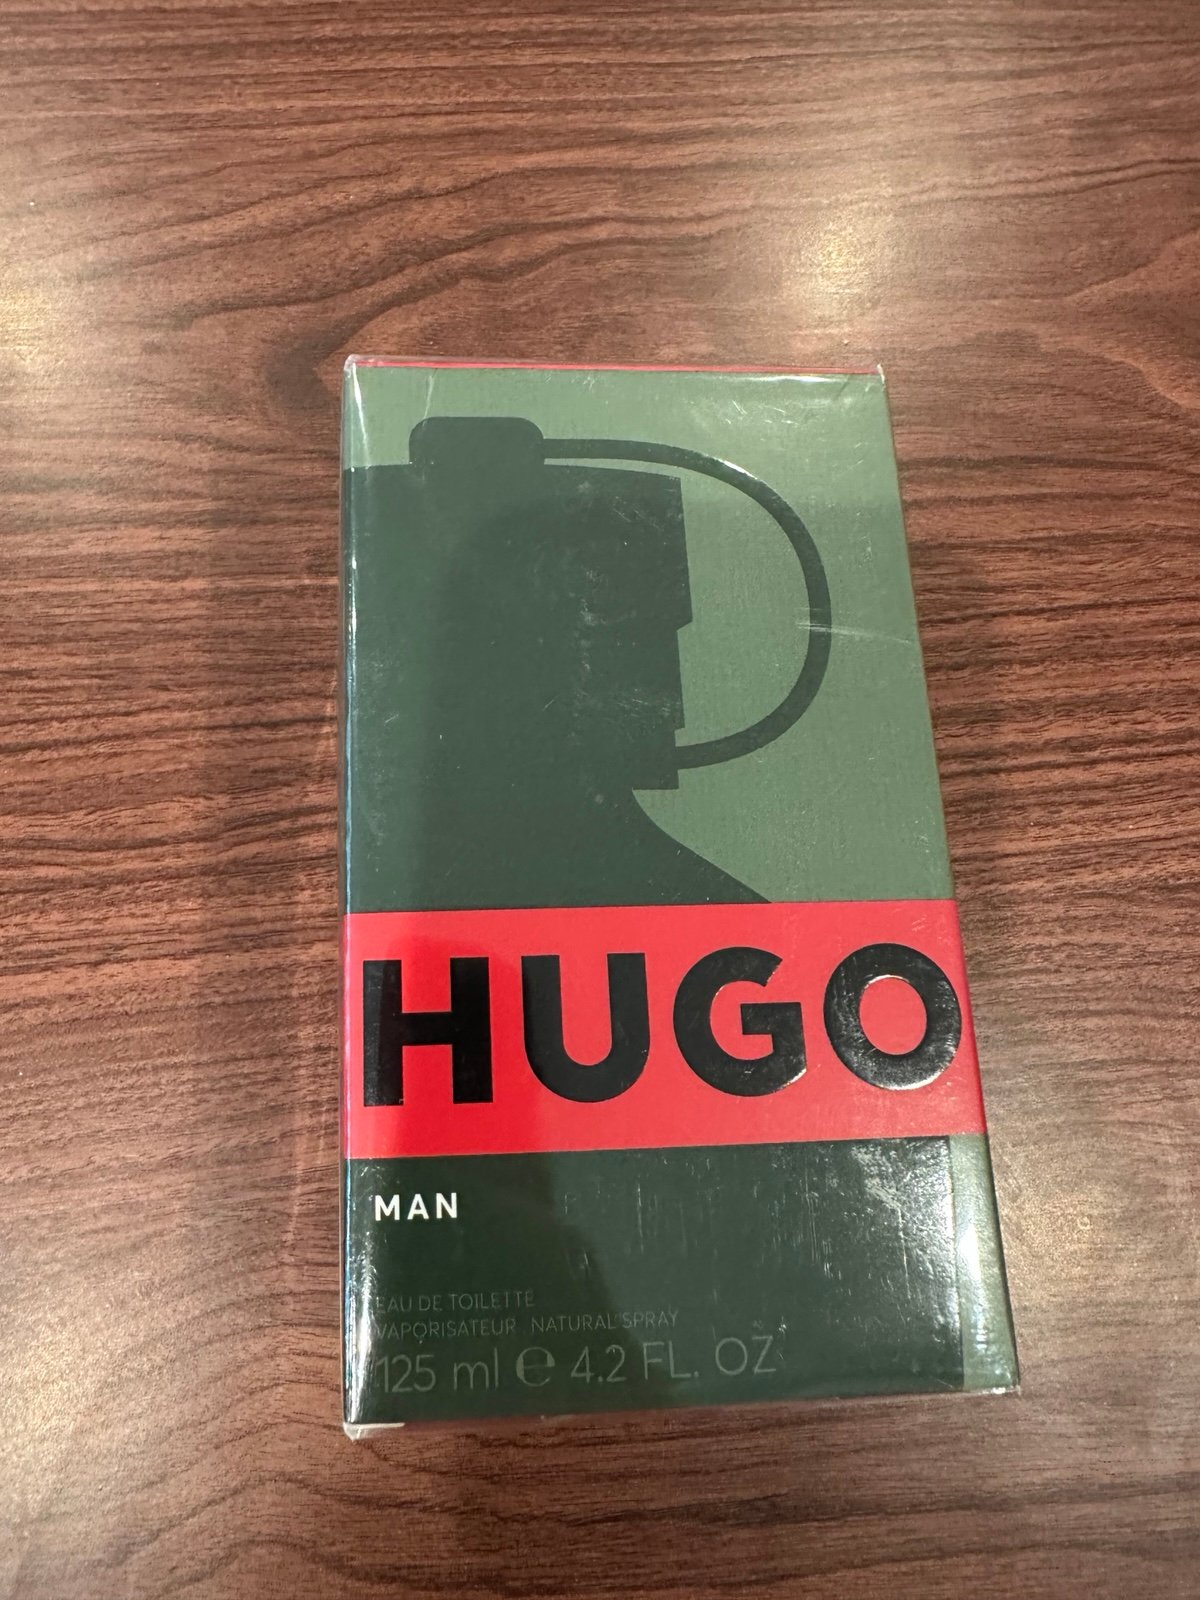 HUGO
MAN
EAU DE TOILETTE
VAPORISATEUR NATURAL SPRAY
125 ml ℮ 4.2 FL. OZ